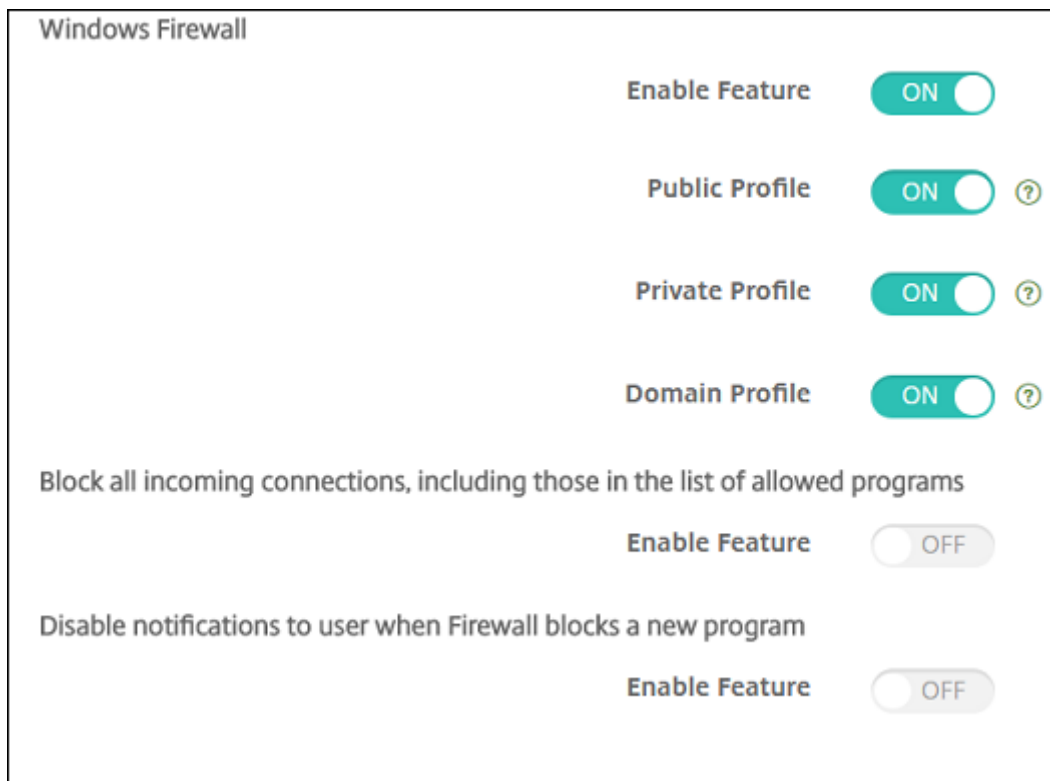 Windows Firewall
Enable Feature ON
Public Profile ON ?
Private Profile ON ?
Domain Profile ON ?
Block all incoming connections, including those in the list of allowed programs
Enable Feature OFF
Disable notifications to user when Firewall blocks a new program
Enable Feature OFF